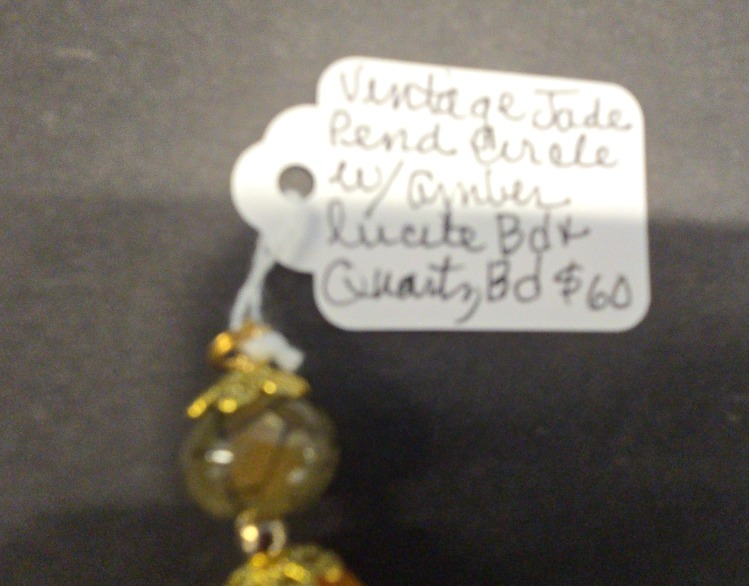 Vintage Jade
Pend Circle
w/ amber
lucite Bd +
Quartz Bd $60